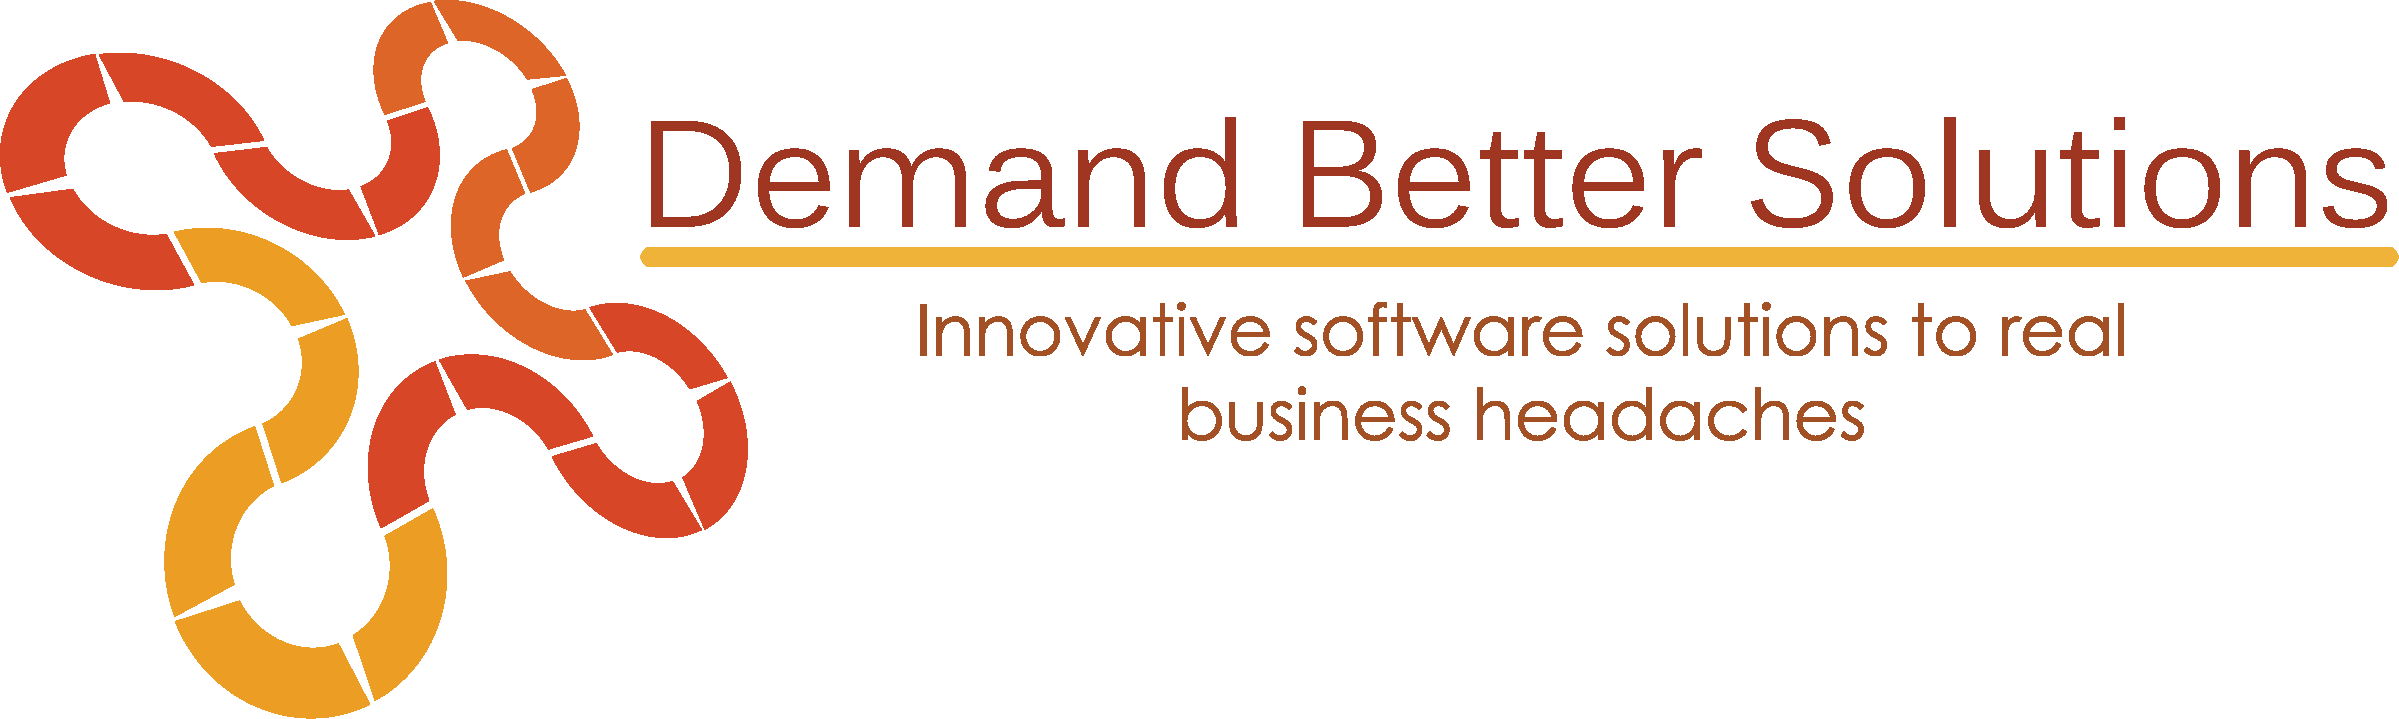 Demand Better Solutions
Innovative software solutions to real
business headaches